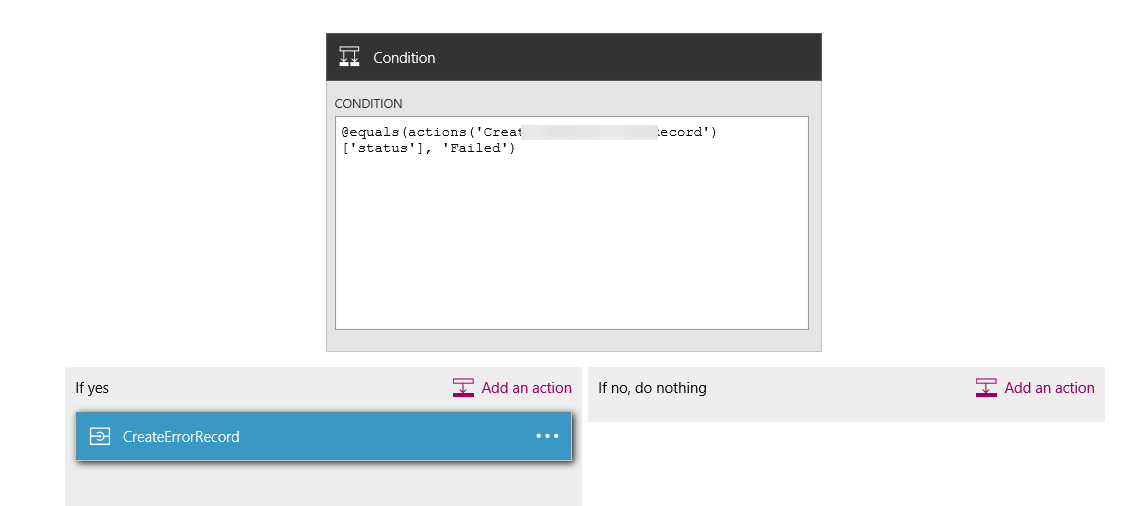 Condition
CONDITION
@equals(actions('Creat ecord')
['status'], 'Failed')
If yes
Add an action
If no, do nothing
Add an action
CreateErrorRecord